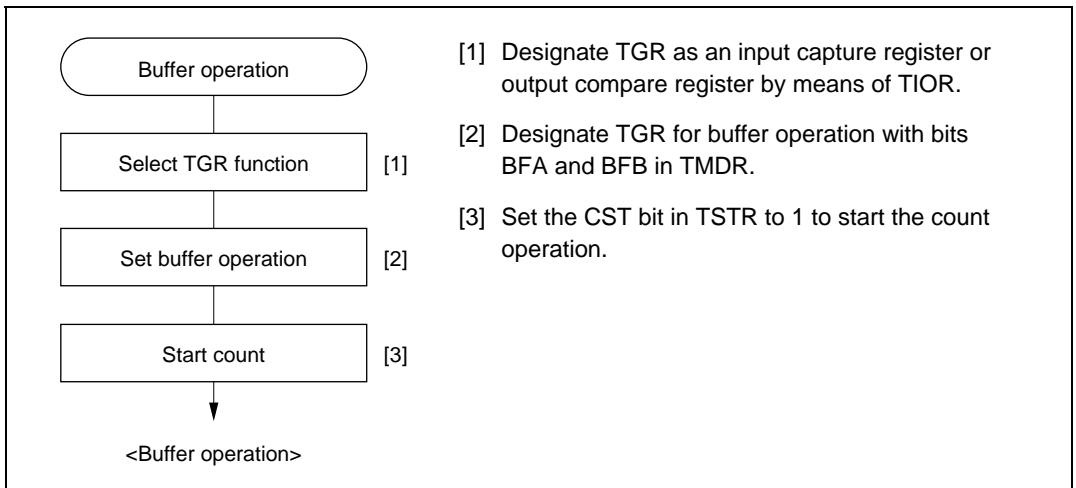 Buffer operation
Select TGR function [1]
Set buffer operation [2]
Start count [3]
<Buffer operation>
[1] Designate TGR as an input capture register or
output compare register by means of TIOR.
[2] Designate TGR for buffer operation with bits
BFA and BFB in TMDR.
[3] Set the CST bit in TSTR to 1 to start the count
operation.